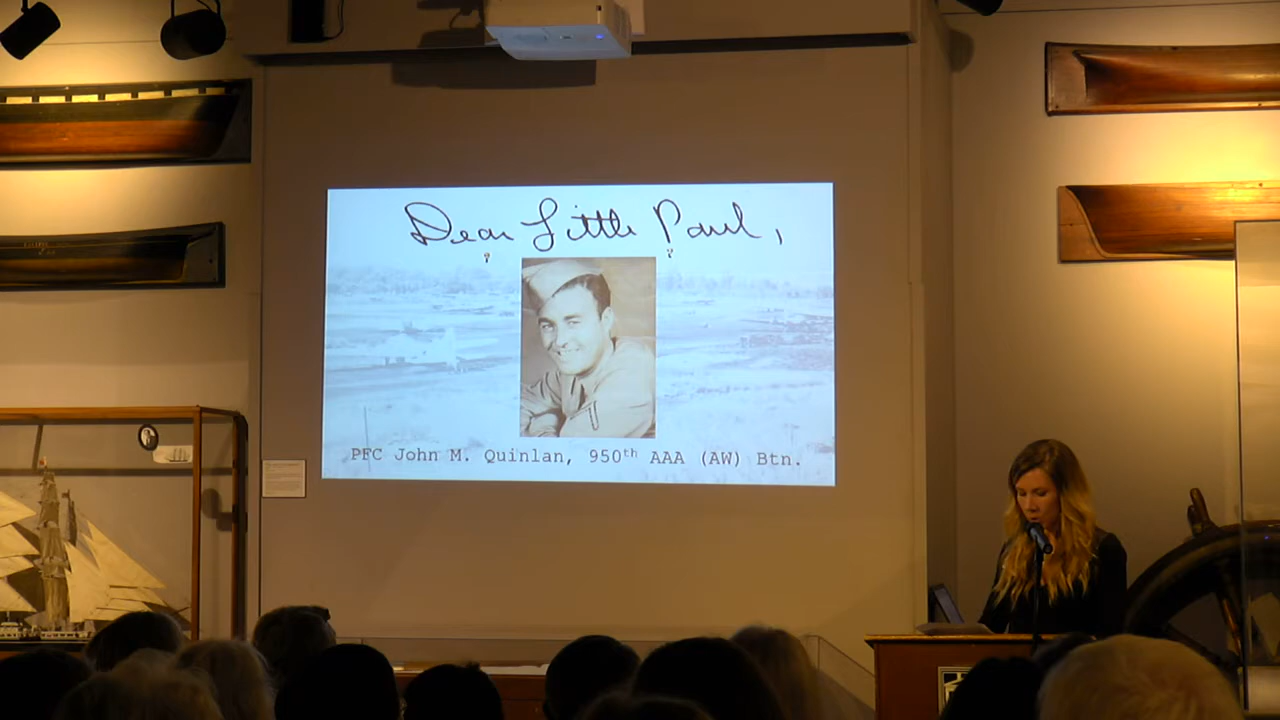 Dear Little Paul,
PFC John M. Quinlan, 950th AAA (AW) Btn.